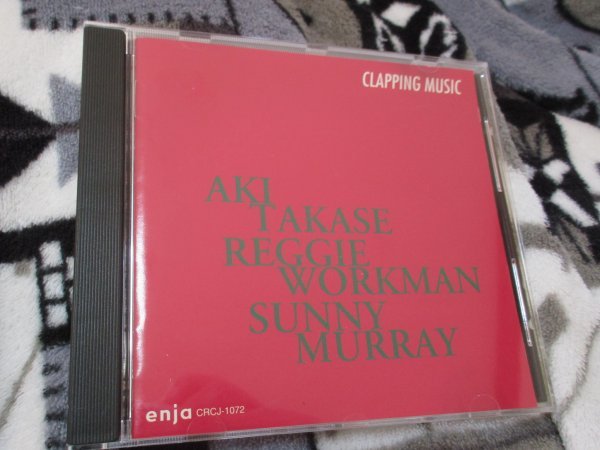 CLAPPING MUSIC
AKI
TAKASE
REGGIE
WORKMAN
SUNNY
MURRAY
enja CRCJ-1072